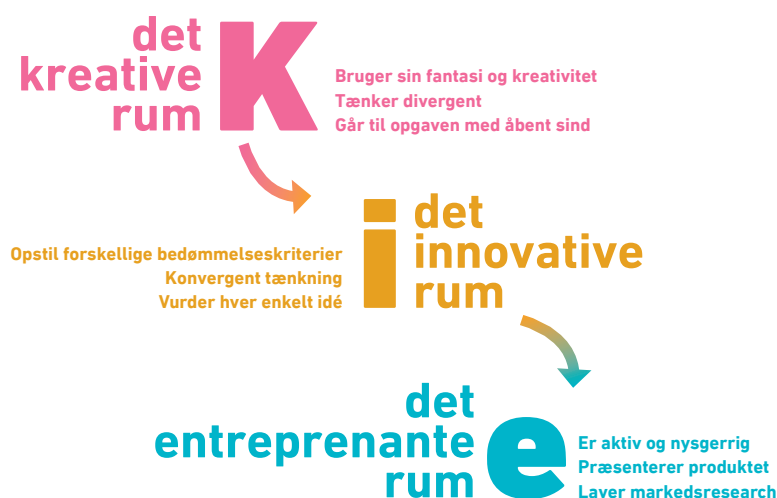 det
kreative
rum
K
Bruger sin fantasi og kreativitet
Tænker divergent
Går til opgaven med åbent sind
i
det
innovative
rum
Opstil forskellige bedømmelseskriterier
Konvergent tænkning
Vurder hver enkelt idé
det
entreprenante
rum
e
Er aktiv og nysgerrig
Præsenterer produktet
Laver markedsresearch